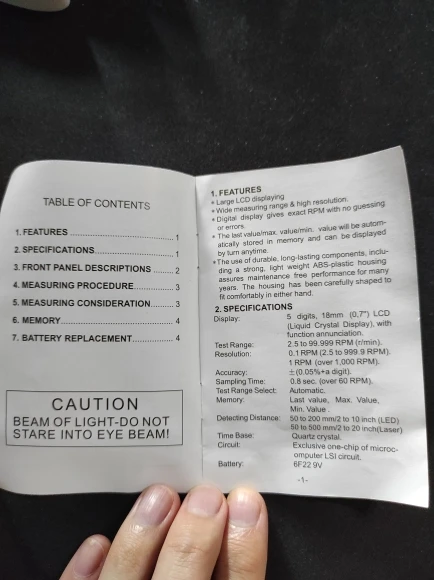 TABLE OF CONTENTS
1. FEATURES ................................ 1
2. SPECIFICATIONS......................... 1
3. FRONT PANEL DESCRIPTIONS ....... 2
4. MEASURING PROCEDURE............. 3
5. MEASURING CONSIDERATION......... 3
6. MEMORY................................... 4
7. BATTERY REPLACEMENT............. 4
CAUTION
BEAM OF LIGHT-DO NOT
STARE INTO EYE BEAM!
1. FEATURES
* Large LCD displaying
* Wide measuring range & high resolution.
* Digital display gives exact RPM with no guessing
or errors.
* The last value/max. value/min. value will be autom-
atically stored in memory and can be displayed
by turn anytime.
* The use of durable, long-lasting components, inclu-
ding a strong, light weight ABS-plastic housing
assures maintenance free performance for many
years. The housing has been carefully shaped to
fit comfortably in either hand.
2. SPECIFICATIONS
Display: 5 digits, 18mm (0,7") LCD
(Liquid Crystal Display), with
function annunciation.
Test Range: 2.5 to 99.999 RPM (r/min).
Resolution: 0.1 RPM (2.5 to 999.9 RPM).
1 RPM (over 1,000 RPM).
Accuracy: ±(0.05%+a digit).
Sampling Time: 0.8 sec. (over 60 RPM).
Test Range Select: Automatic.
Memory: Last value, Max. Value,
Min. Value .
Detecting Distance: 50 to 200 mm/2 to 10 inch (LED)
50 to 500 mm/2 to 20 inch(Laser)
Time Base: Quartz crystal.
Circuit: Exclusive one-chip of microc-
omputer LSI circuit.
Battery: 6F22 9V
-1-